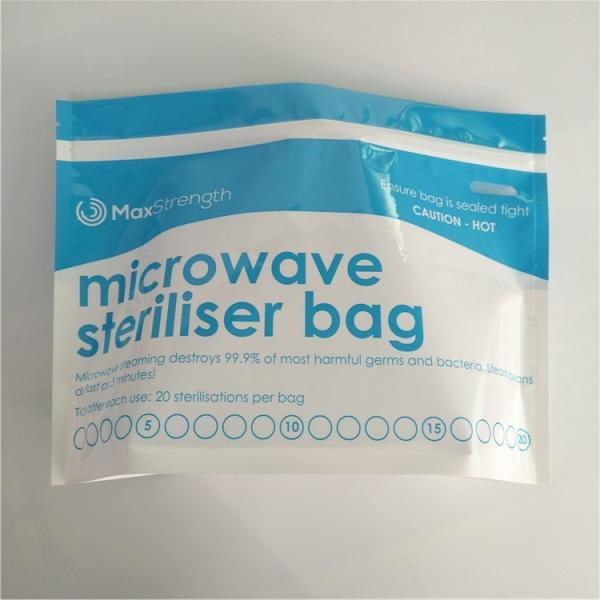 MaxStrength
Ensure bag is sealed tight
CAUTION - HOT
microwave
steriliser bag
Microwave steaming destroys 99.9% of most harmful germs and bacteria. Steam cleans
as fast as 3 minutes!
Tick after each use: 20 sterilisations per bag
5 10 15 20